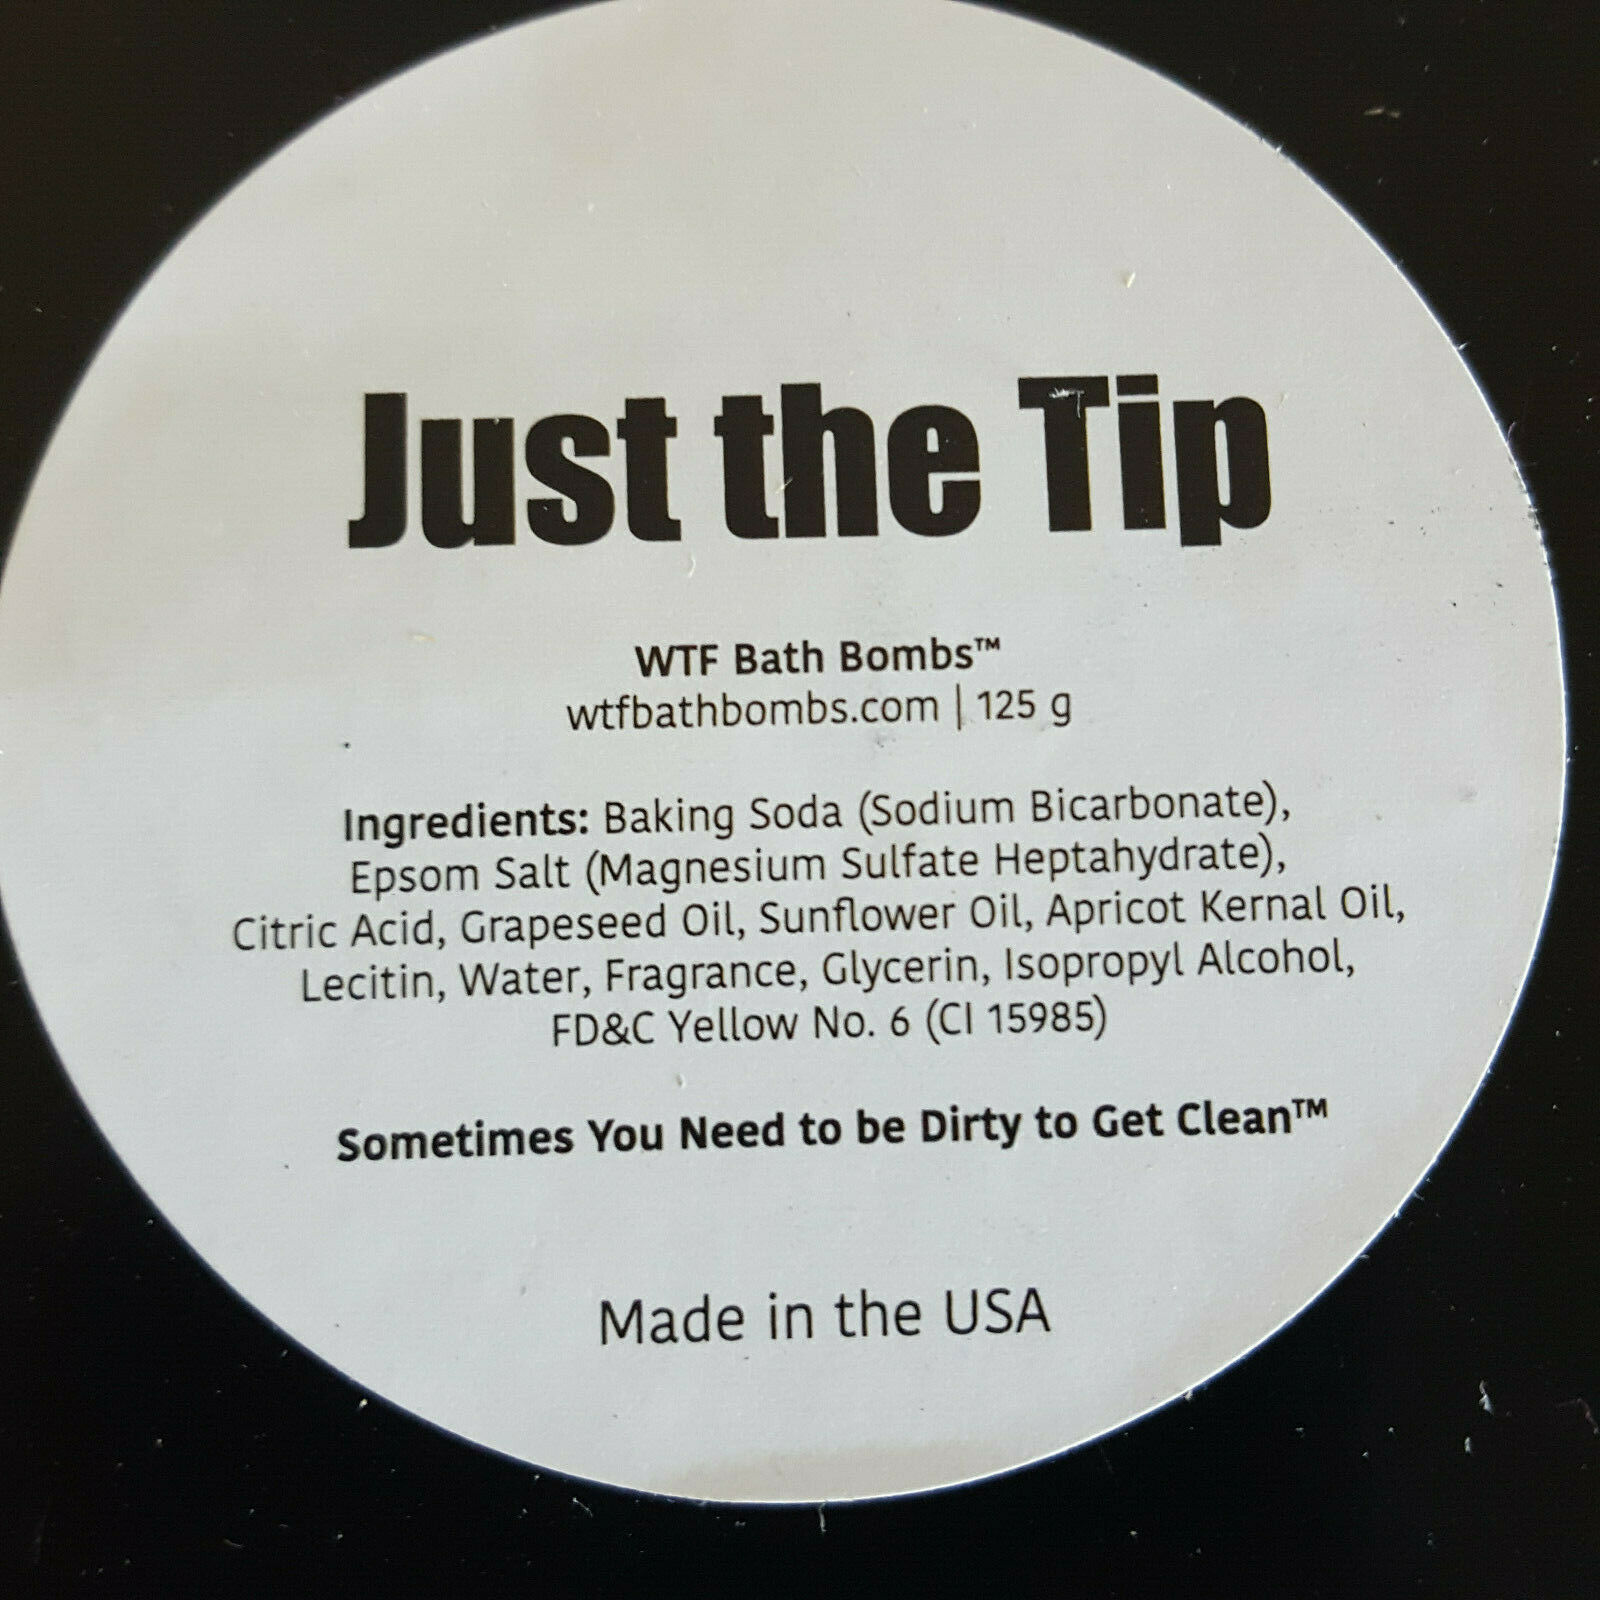 Just the Tip
WTF Bath Bombs™
wtfbathbombs.com | 125 g
Ingredients: Baking Soda (Sodium Bicarbonate),
Epsom Salt (Magnesium Sulfate Heptahydrate),
Citric Acid, Grapeseed Oil, Sunflower Oil, Apricot Kernal Oil,
Lecitin, Water, Fragrance, Glycerin, Isopropyl Alcohol,
FD&C Yellow No. 6 (CI 15985)
Sometimes You Need to be Dirty to Get Clean™
Made in the USA